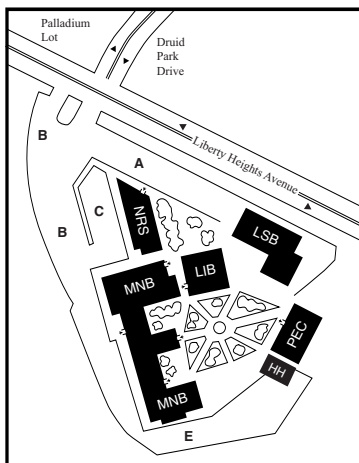 Palladium
Lot
Druid
Park
Drive
Liberty Heights Avenue
B
A
C
B
NRS
LSB
LIB
MNB
PEC
HH
MNB
E